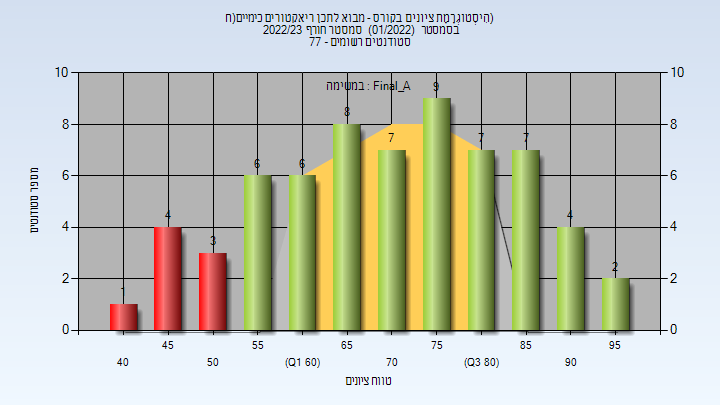 (הִיסְטוֹגְרָמַת ציונים בקורס - מבוא לתכן ריאקטורים כימיים(ח
בסמסטר (01/2022) סמסטר חורף 2022/23
סטודנטים רשומים - 77
במשימה : Final_A
מספר סטודנטים
10 10
8 8
6 6
4 4
2 2
0 0
1 4 3 6 6 8 7 9 7 7 4 2
45 55 65 75 85 95
40 50 (Q1 60) 70 (Q3 80) 90
טווח ציונים